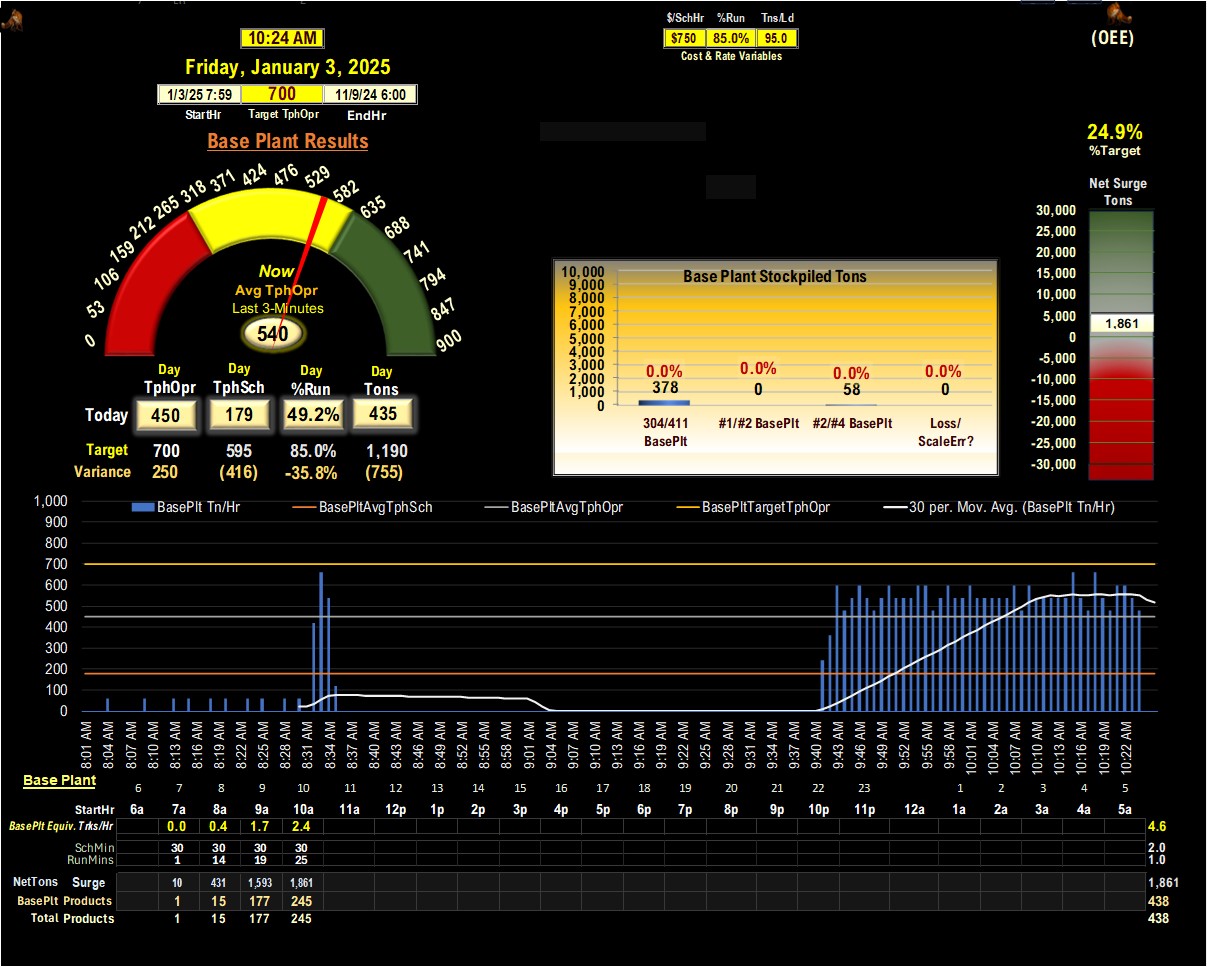 $/SchHr %Run Tns/Ld
10:24 AM
$750 85.0% 95.0
(OEE)
Cost & Rate Variables
Friday, January 3, 2025
1/3/25 7:59 700 11/9/24 6:00
StartHr Target TphOpr EndHr
Base Plant Results
24.9%
%Target
0 53 106 159 212 265 318 371 424 476 529 582 635 688 741 794 847 900
Now
Avg TphOpr
Last 3-Minutes
540
Net Surge
Tons
30,000
25,000
20,000
15,000
10,000
5,000
0
-5,000
-10,000
-15,000
-20,000
-25,000
-30,000
1,861
Base Plant Stockpiled Tons
10,000
9,000
8,000
7,000
6,000
5,000
4,000
3,000
2,000
1,000
0
0.0% 0.0% 0.0% 0.0%
378 0 58 0
304/411 BasePlt
#1/#2 BasePlt
#2/#4 BasePlt
Loss/ ScaleErr?
Day Day Day Day
TphOpr TphSch %Run Tons
Today 450 179 49.2% 435
Target 700 595 85.0% 1,190
Variance 250 (416) -35.8% (755)
BasePlt Tn/Hr BasePltAvgTphSch BasePltAvgTphOpr BasePltTargetTphOpr 30 per. Mov. Avg. (BasePlt Tn/Hr)
1,000
900
800
700
600
500
400
300
200
100
0
8:01 AM 8:04 AM 8:07 AM 8:10 AM 8:13 AM 8:16 AM 8:19 AM 8:22 AM 8:25 AM 8:28 AM 8:31 AM 8:34 AM 8:40 AM 8:43 AM 8:46 AM 8:49 AM 8:52 AM 8:55 AM 8:58 AM 9:01 AM 9:04 AM 9:07 AM 9:10 AM 9:13 AM 9:16 AM 9:19 AM 9:22 AM 9:25 AM 9:28 AM 9:31 AM 9:34 AM 9:37 AM 9:40 AM 9:43 AM 9:46 AM 9:49 AM 9:52 AM 9:55 AM 9:58 AM 10:01 AM 10:04 AM 10:07 AM 10:10 AM 10:13 AM 10:16 AM 10:19 AM 10:22 AM
Base Plant
6 7 8 9 10 11 12 13 14 15 16 17 18 19 20 21 22 23 1 2 3 4 5
StartHr 6a 7a 8a 9a 10a 11a 12p 1p 2p 3p 4p 5p 6p 7p 8p 9p 10p 11p 12a 1a 2a 3a 4a 5a
BasePlt Equiv. Trks/Hr 0.0 0.4 1.7 2.4 4.6
SchMin 30 30 30 30 2.0
RunMins 1 14 19 25 1.0
NetTons Surge 10 431 1,593 1,861 1,861
BasePlt Products 1 15 177 245 438
Total Products 1 15 177 245 438